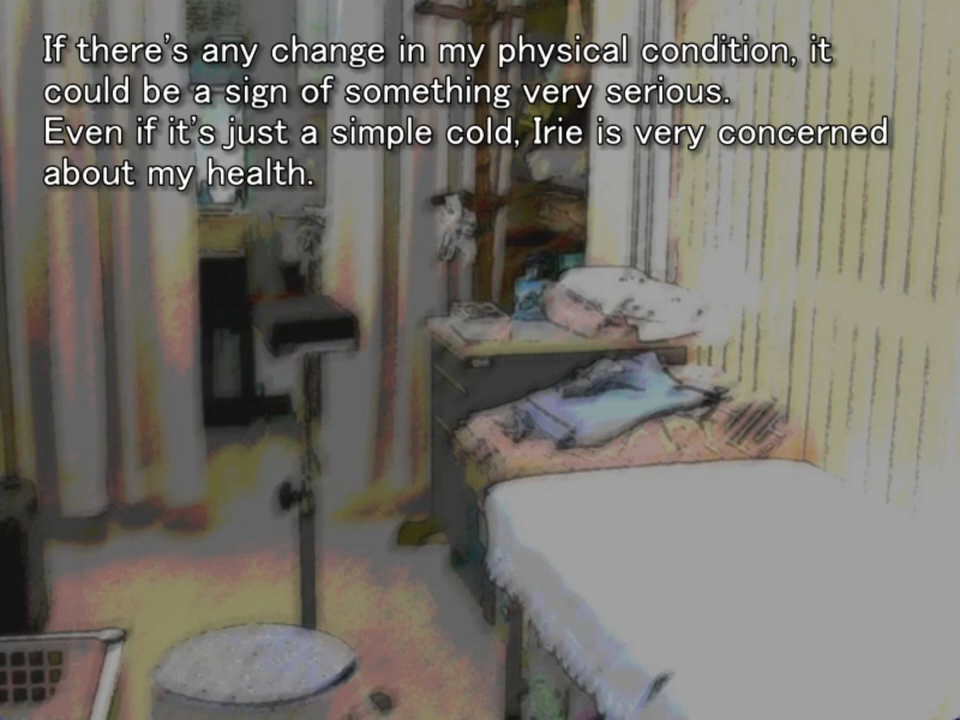 If there's any change in my physical condition, it
could be a sign of something very serious.
Even if it's just a simple cold, Irie is very concerned
about my health.